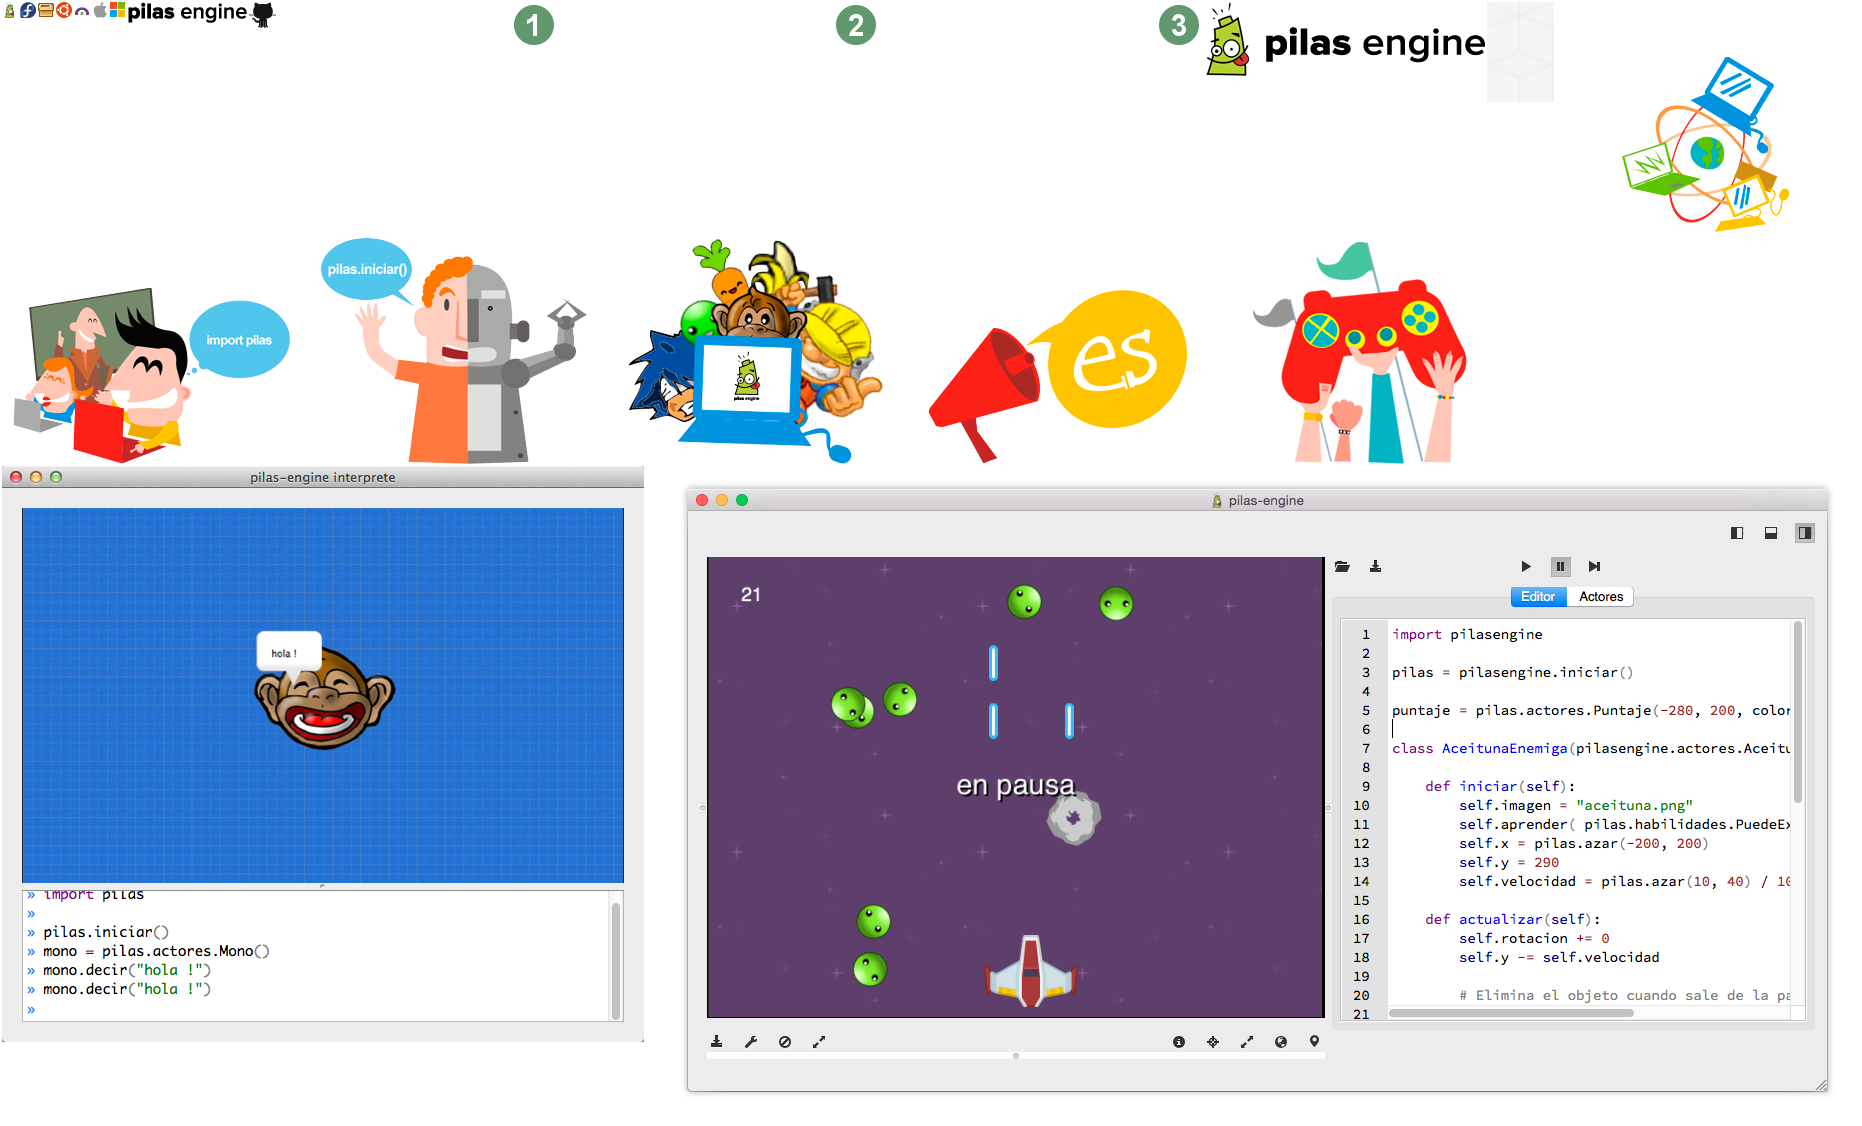 pilas engine
1
2
3
pilas engine
import pilas
pilas.iniciar()
pilas engine
es
pilas-engine interprete
hola !
» import pilas
»
» pilas.iniciar()
» mono = pilas.actores.Mono()
» mono.decir("hola !")
» mono.decir("hola !")
»
pilas-engine
21
en pausa
Editor
Actores
1 import pilasengine
2
3 pilas = pilasengine.iniciar()
4
5 puntaje = pilas.actores.Puntaje(-280, 200, color
6
7 class AceitunaEnemiga(pilasengine.actores.Aceitu
8
9 def iniciar(self):
10 self.imagen = "aceituna.png"
11 self.aprender( pilas.habilidades.PuedeEx
12 self.x = pilas.azar(-200, 200)
13 self.y = 290
14 self.velocidad = pilas.azar(10, 40) / 10
15
16 def actualizar(self):
17 self.rotacion += 0
18 self.y -= self.velocidad
19
20 # Elimina el objeto cuando sale de la pa
21